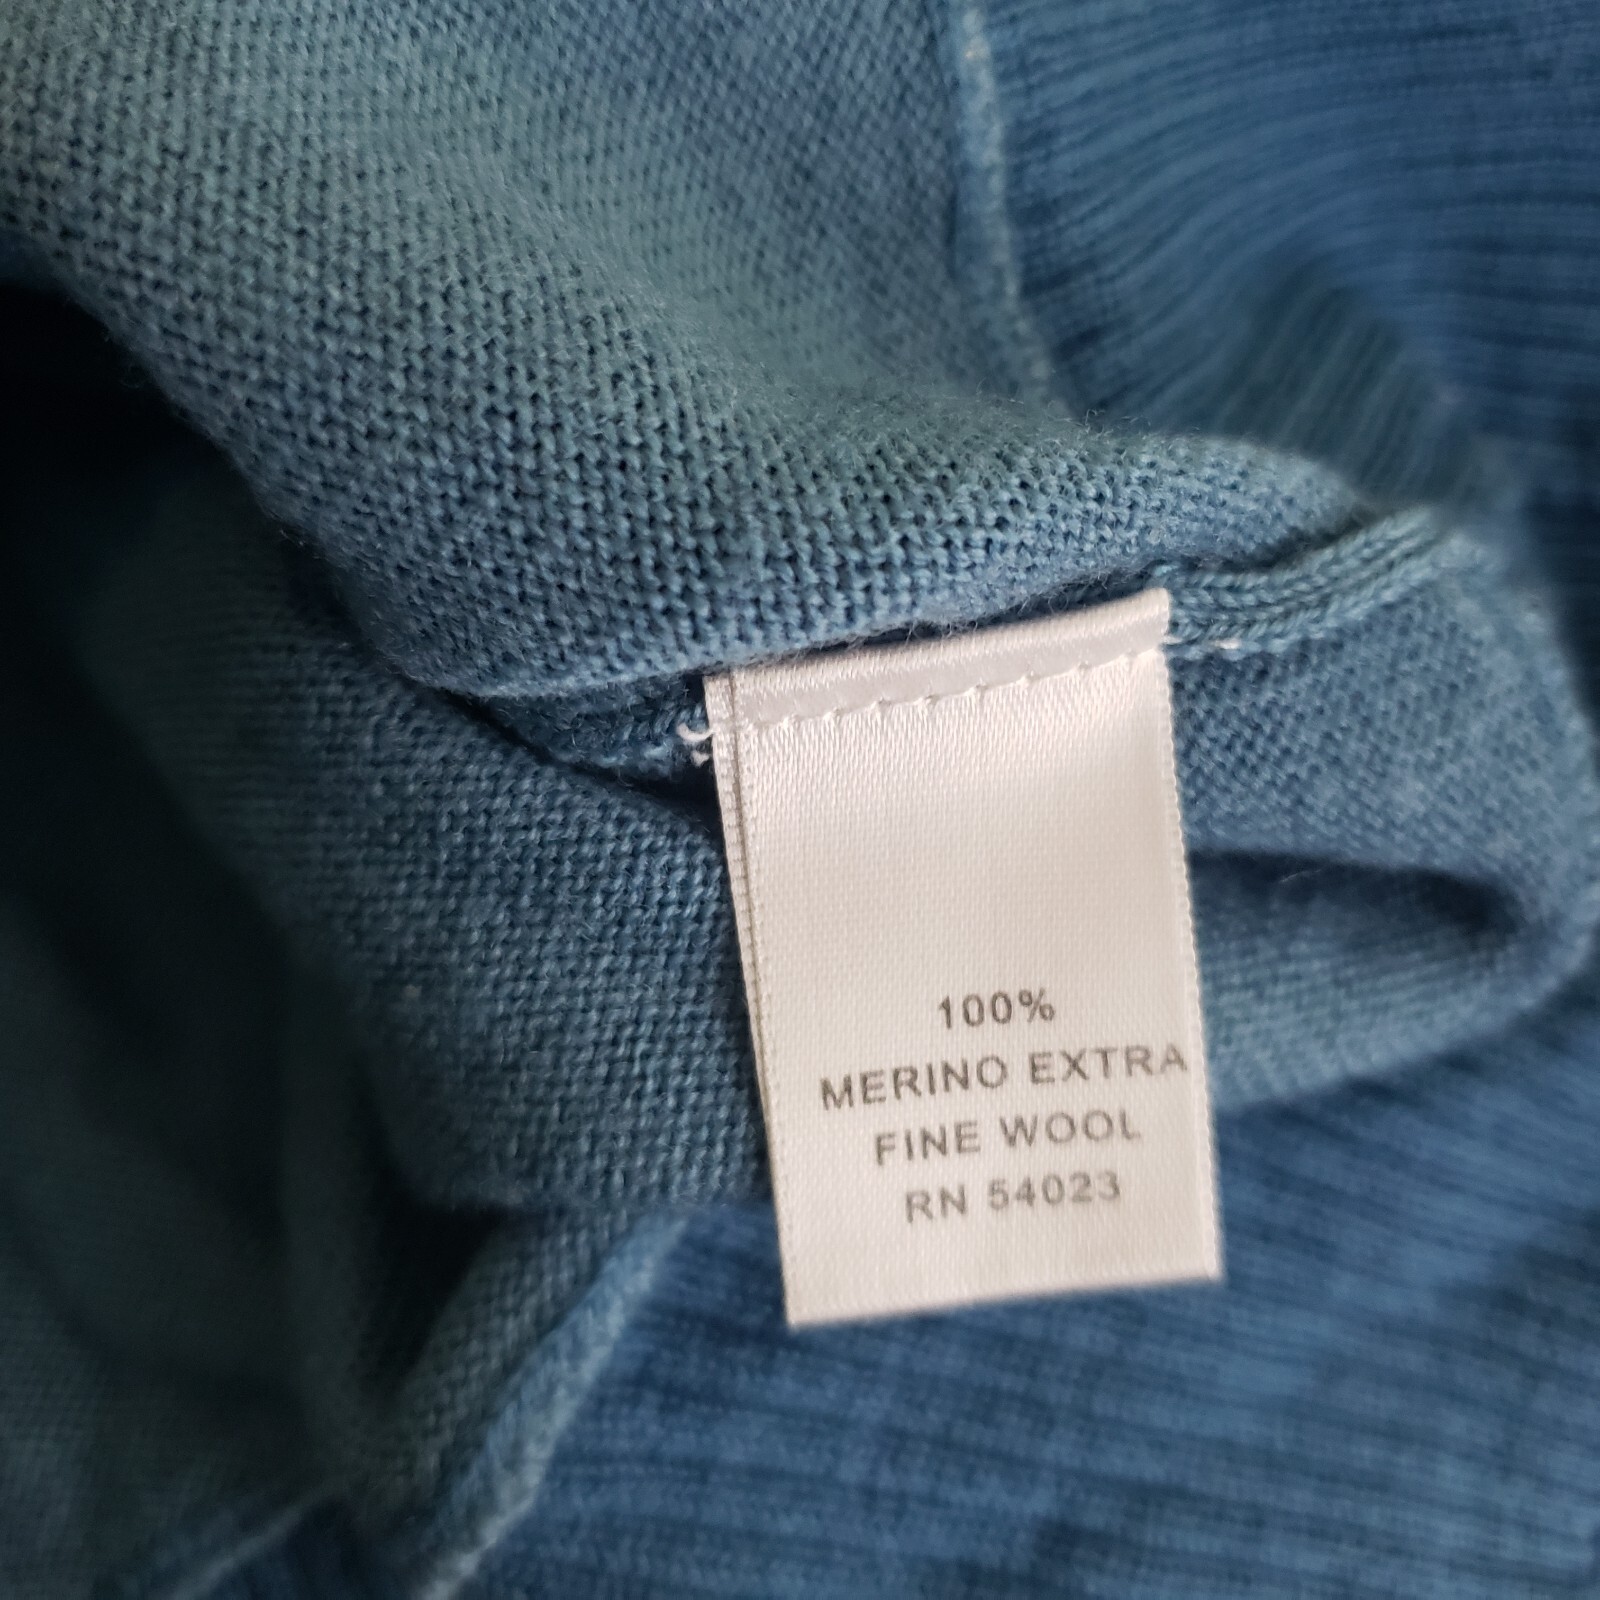 100%
MERINO EXTRA
FINE WOOL
RN 54023